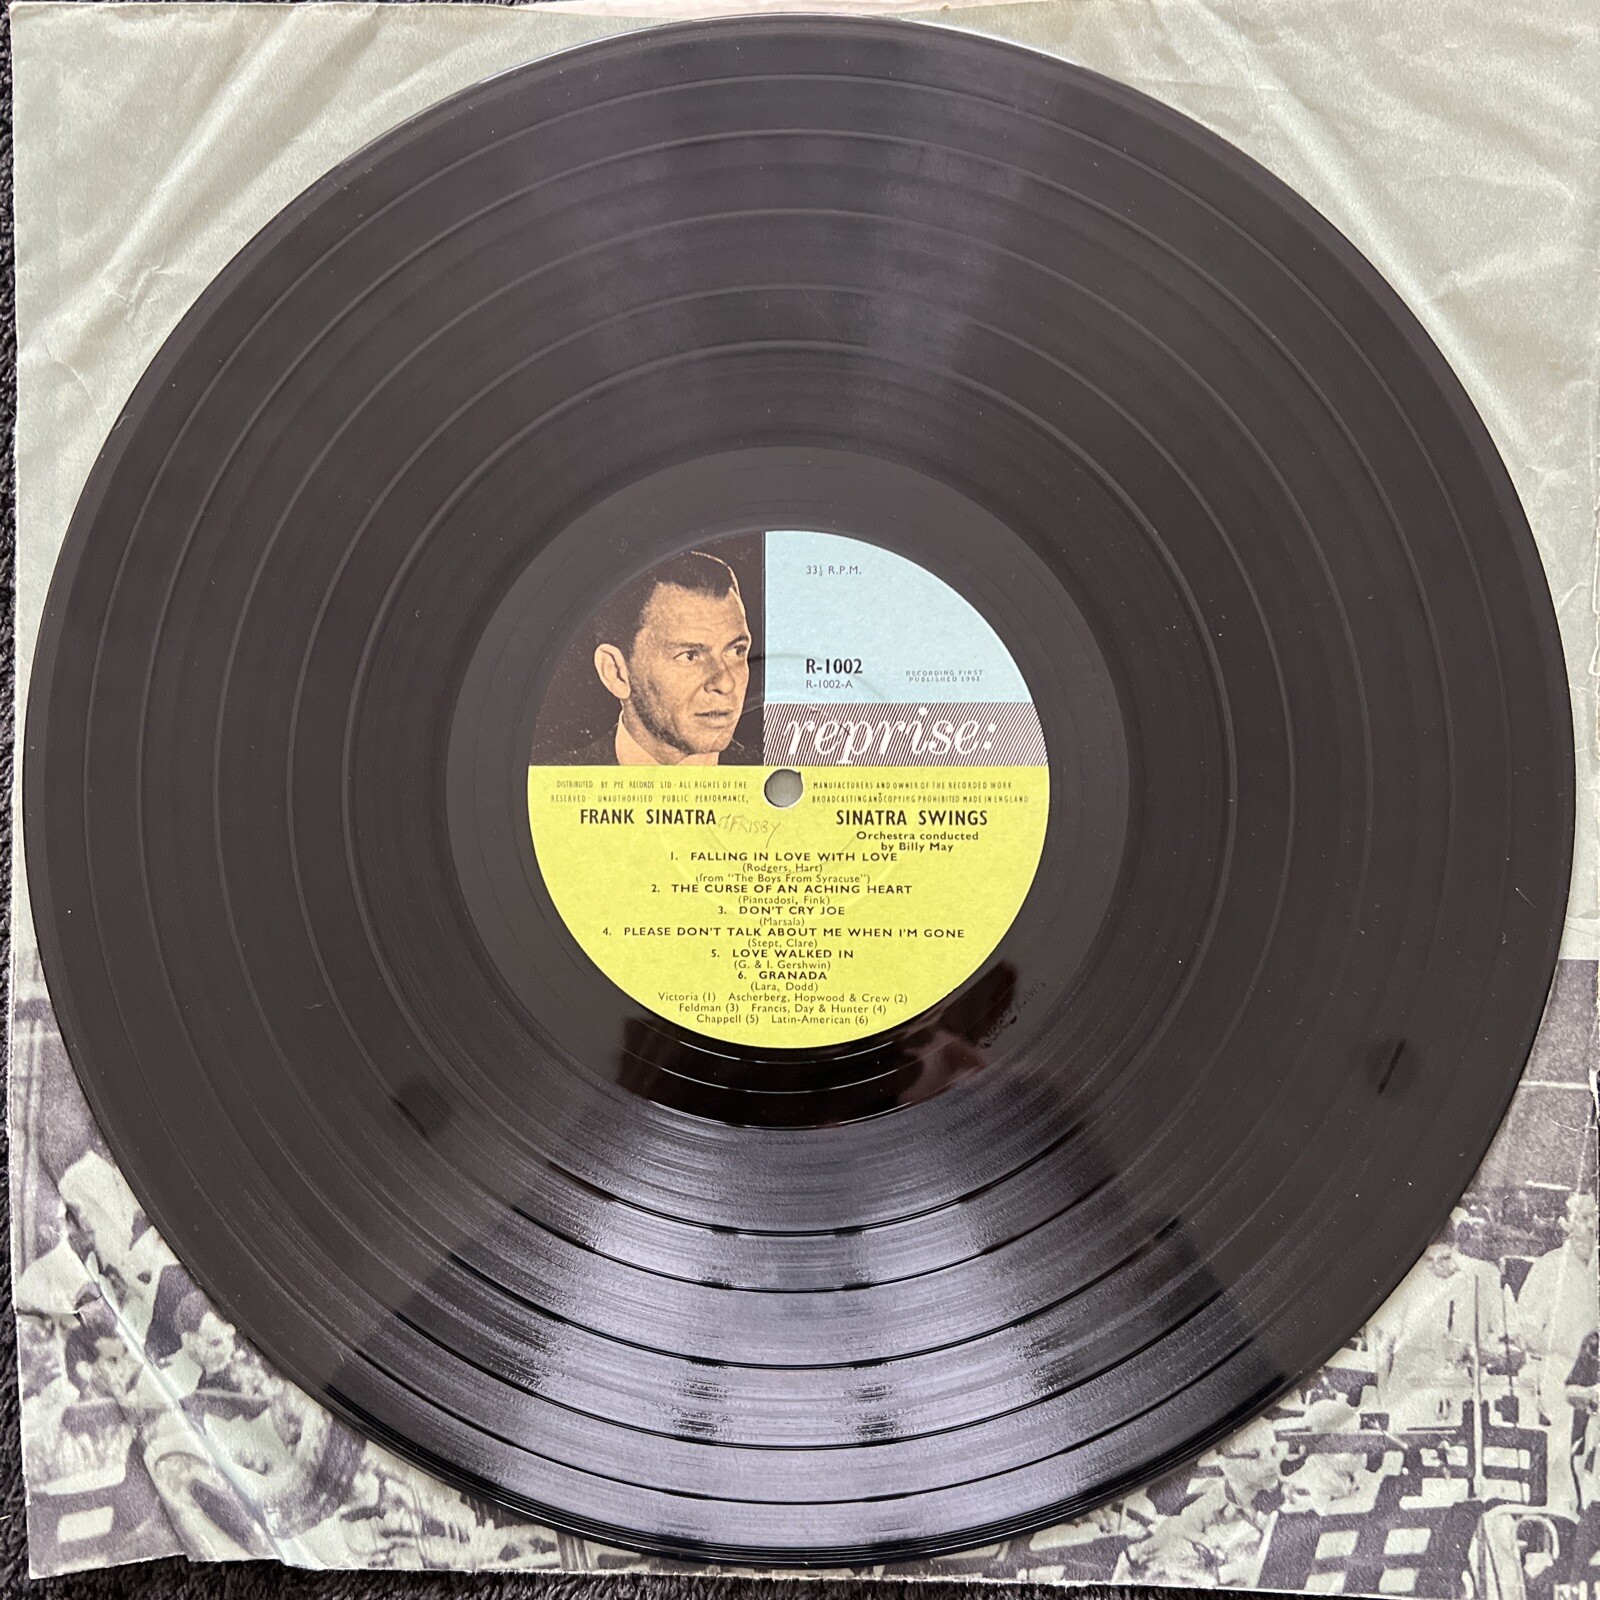 33⅓ R.P.M.
R-1002
R-1002-A
RECORDING FIRST
PUBLISHED 1961
reprise:
DISTRIBUTED BY PYE RECORDS LTD · ALL RIGHTS OF THE MANUFACTURERS AND OWNER OF THE RECORDED WORK
RESERVED · UNAUTHORISED PUBLIC PERFORMANCE, BROADCASTING AND COPYING PROHIBITED MADE IN ENGLAND
FRANK SINATRA FRISBY SINATRA SWINGS
Orchestra conducted
by Billy May
1. FALLING IN LOVE WITH LOVE
(Rodgers, Hart)
(from "The Boys From Syracuse")
2. THE CURSE OF AN ACHING HEART
(Piantadosi, Fink)
3. DON'T CRY JOE
(Marsala)
4. PLEASE DON'T TALK ABOUT ME WHEN I'M GONE
(Stept, Clare)
5. LOVE WALKED IN
(G. & I. Gershwin)
6. GRANADA
(Lara, Dodd)
Victoria (1) Ascherberg, Hopwood & Crew (2)
Feldman (3) Francis, Day & Hunter (4)
Chappell (5) Latin-American (6)